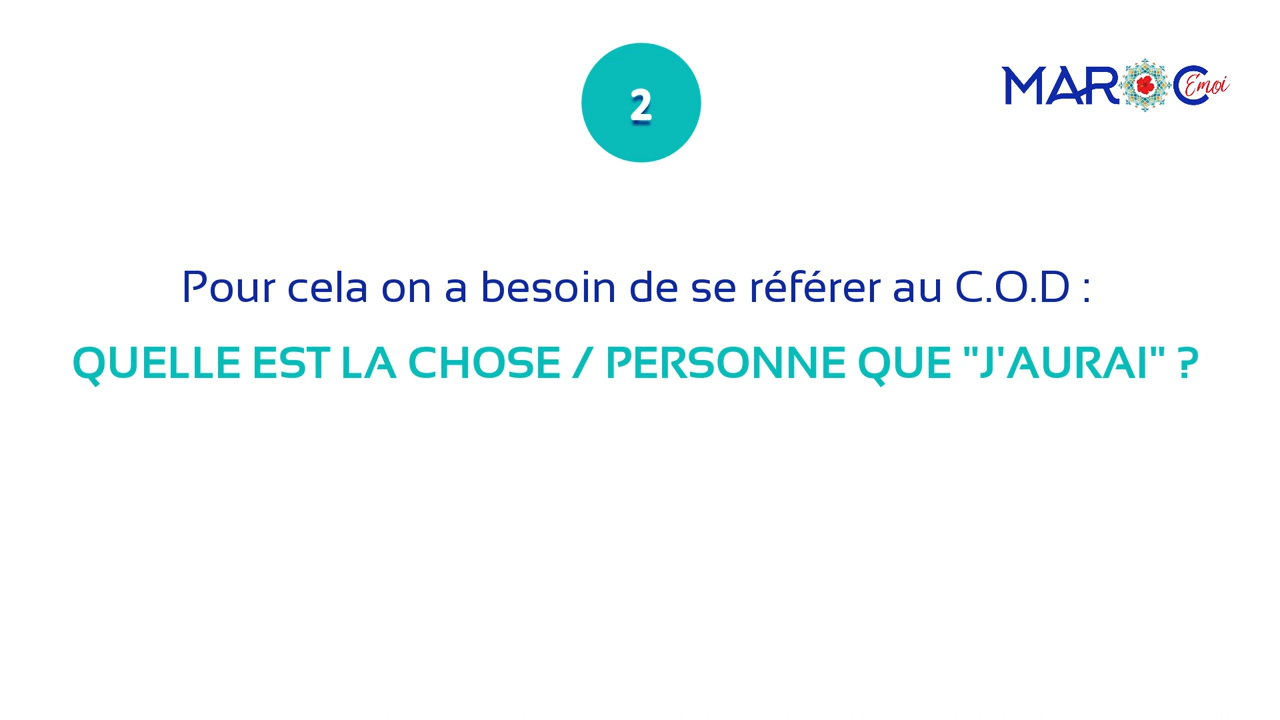 2
MAROC Emoi
Pour cela on a besoin de se référer au C.O.D :
QUELLE EST LA CHOSE / PERSONNE QUE "J'AURAI" ?